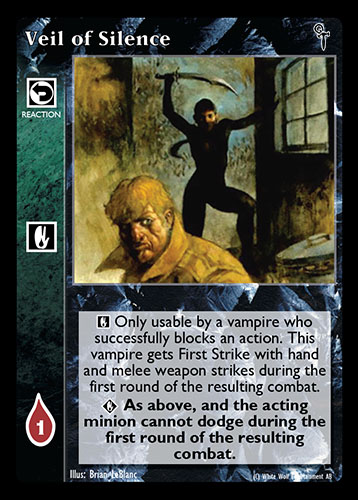 Veil of Silence
REACTION
Only usable by a vampire who
successfully blocks an action. This
vampire gets First Strike with hand
and melee weapon strikes during the
first round of the resulting combat.
As above, and the acting
minion cannot dodge during the
first round of the resulting
combat.
1
Illus: Brian LeBlanc
(C) White Wolf Entertainment AB